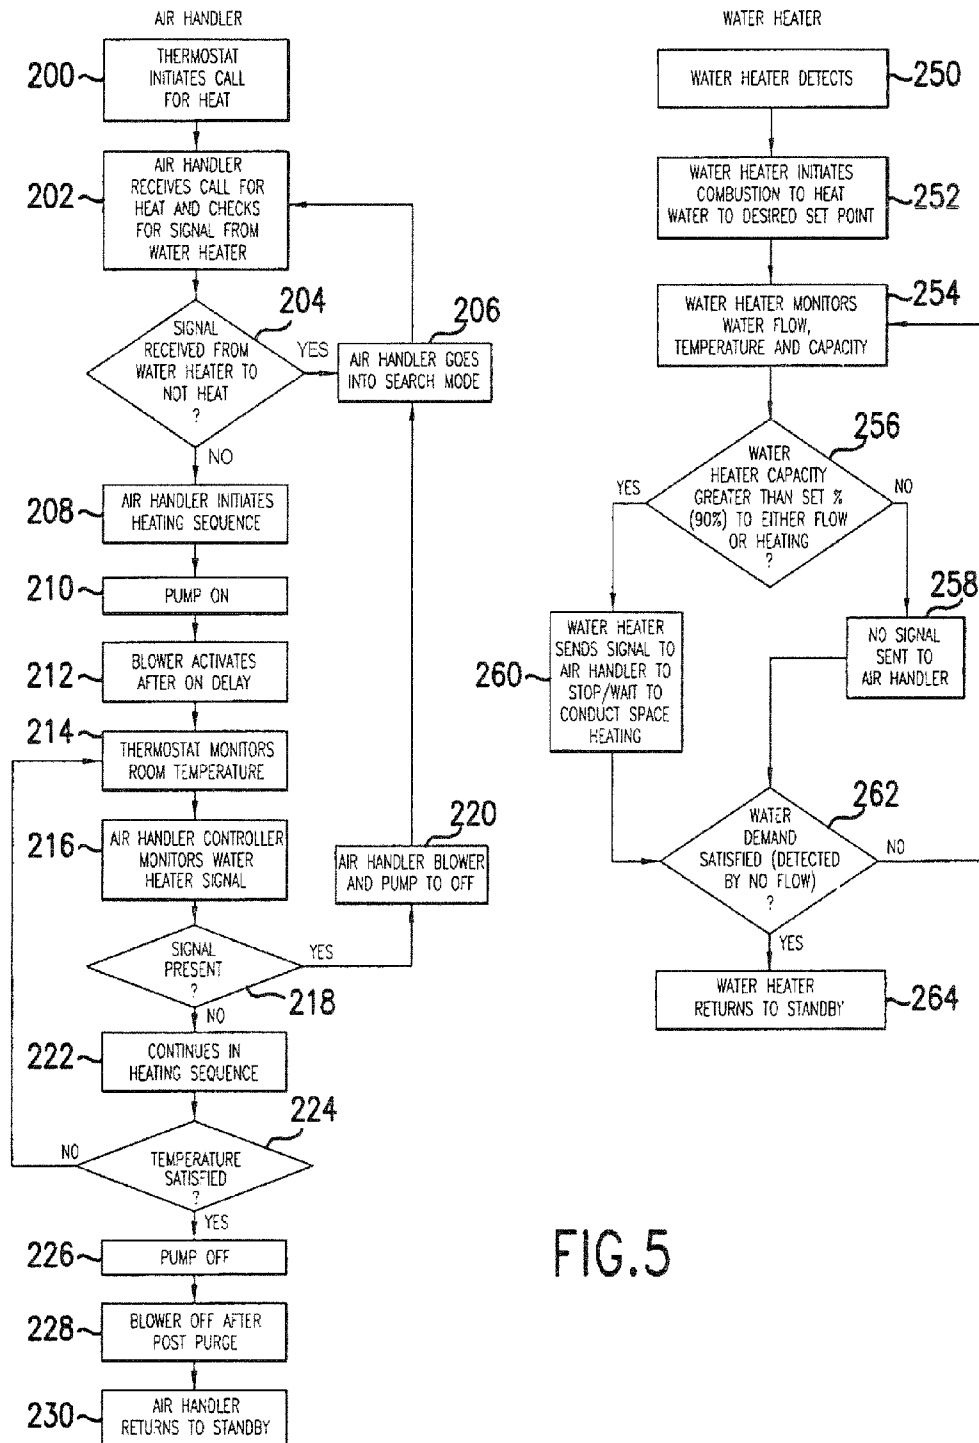 AIR HANDLER
200
THERMOSTAT
INITIATES CALL
FOR HEAT
202
AIR HANDLER
RECEIVES CALL FOR
HEAT AND CHECKS
FOR SIGNAL FROM
WATER HEATER
204
SIGNAL
RECEIVED FROM
WATER HEATER TO
NOT HEAT
?
YES
NO
206
AIR HANDLER GOES
INTO SEARCH MODE
208
AIR HANDLER INITIATES
HEATING SEQUENCE
210
PUMP ON
212
BLOWER ACTIVATES
AFTER ON DELAY
214
THERMOSTAT MONITORS
ROOM TEMPERATURE
216
AIR HANDLER CONTROLLER
MONITORS WATER
HEATER SIGNAL
218
SIGNAL
PRESENT
?
YES
NO
220
AIR HANDLER BLOWER
AND PUMP TO OFF
222
CONTINUES IN
HEATING SEQUENCE
224
TEMPERATURE
SATISFIED
?
NO
YES
226
PUMP OFF
228
BLOWER OFF AFTER
POST PURGE
230
AIR HANDLER
RETURNS TO STANDBY
WATER HEATER
250
WATER HEATER DETECTS
252
WATER HEATER INITIATES
COMBUSTION TO HEAT
WATER TO DESIRED SET POINT
254
WATER HEATER MONITORS
WATER FLOW,
TEMPERATURE AND CAPACITY
256
WATER
HEATER CAPACITY
GREATER THAN SET %
(90%) TO EITHER FLOW
OR HEATING
?
YES
NO
258
NO SIGNAL
SENT TO
AIR HANDLER
260
WATER HEATER
SENDS SIGNAL TO
AIR HANDLER TO
STOP/WAIT TO
CONDUCT SPACE
HEATING
262
WATER
DEMAND
SATISFIED (DETECTED
BY NO FLOW)
?
NO
YES
264
WATER HEATER
RETURNS TO STANDBY
FIG.5